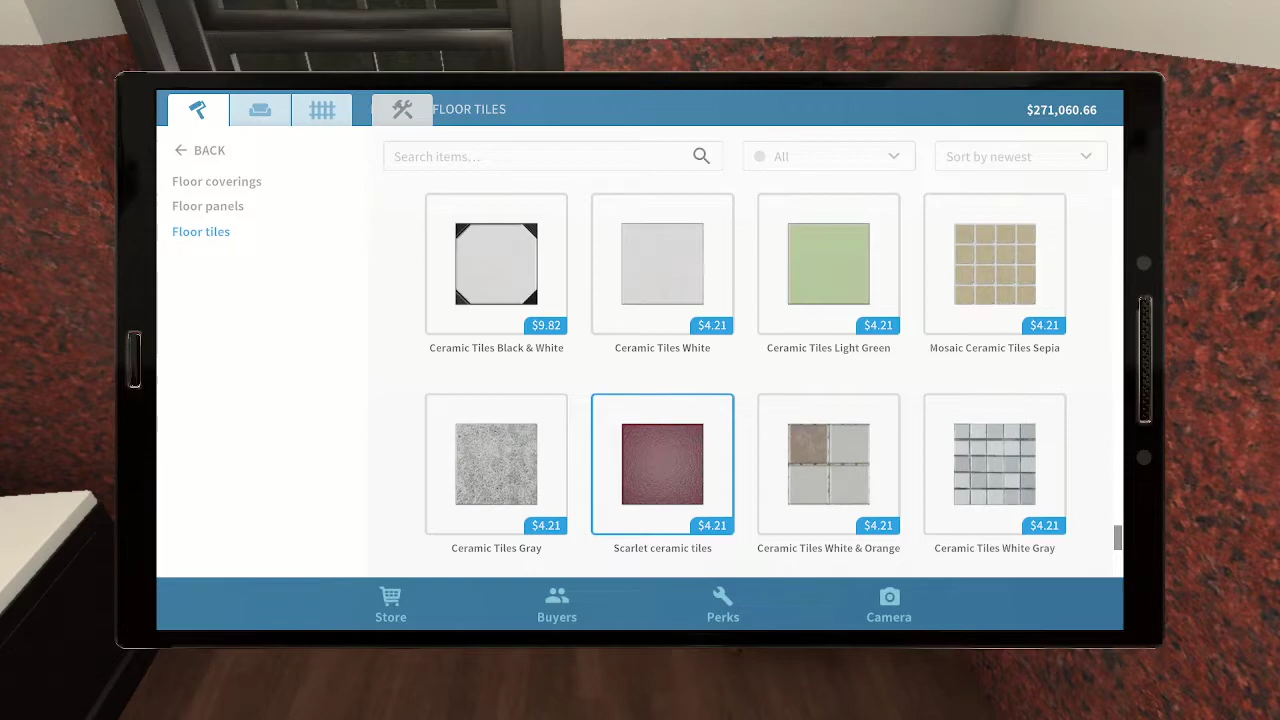 FLOOR TILES
$271,060.66
BACK
Search items...
All
Sort by newest
Floor coverings
Floor panels
Floor tiles
$9.82
$4.21
$4.21
$4.21
Ceramic Tiles Black & White
Ceramic Tiles White
Ceramic Tiles Light Green
Mosaic Ceramic Tiles Sepia
$4.21
$4.21
$4.21
$4.21
Ceramic Tiles Gray
Scarlet ceramic tiles
Ceramic Tiles White & Orange
Ceramic Tiles White Gray
Store
Buyers
Perks
Camera